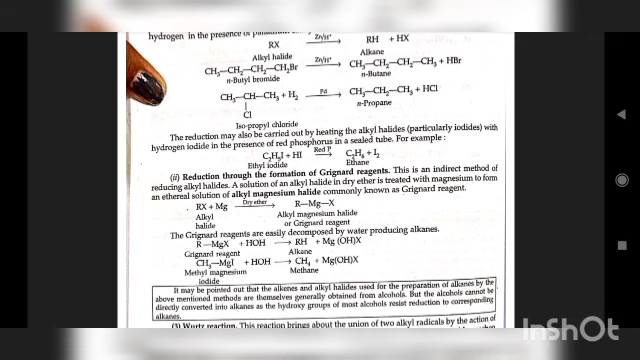 hydrogen in the presence of
RX Zn/H⁺ → RH + HX
Alkyl halide Alkane
CH₃—CH₂—CH₂—CH₂Br Zn/H⁺ → CH₃—CH₂—CH₂—CH₃ + HBr
n-Butyl bromide n-Butane
CH₃—CH—CH₃ + H₂ Pd → CH₃—CH₂—CH₃ + HCl
|
Cl n-Propane
Iso-propyl chloride
The reduction may also be carried out by heating the alkyl halides (particularly iodides) with
hydrogen iodide in the presence of red phosphorus in a sealed tube. For example :
C₂H₅I + HI Red P → C₂H₆ + I₂
Ethyl iodide Ethane
(ii) Reduction through the formation of Grignard reagents. This is an indirect method of
reducing alkyl halides. A solution of an alkyl halide in dry ether is treated with magnesium to form
an ethereal solution of alkyl magnesium halide commonly known as Grignard reagent.
RX + Mg Dry ether → R—Mg—X
Alkyl Alkyl magnesium halide
halide or Grignard reagent
The Grignard reagents are easily decomposed by water producing alkanes.
R—MgX + HOH → RH + Mg (OH)X
Grignard reagent Alkane
CH₃—MgI + HOH → CH₄ + Mg(OH)X
Methyl magnesium Methane
iodide
It may be pointed out that the alkenes and alkyl halides used for the preparation of alkanes by the
above mentioned methods are themselves generally obtained from alcohols. But the alcohols cannot be
directly converted into alkanes as the hydroxy groups of most alcohols resist reduction to corresponding
alkanes.
(3) Wurtz reaction. This reaction brings about the union of two alkyl radicals by the action of
InShOt